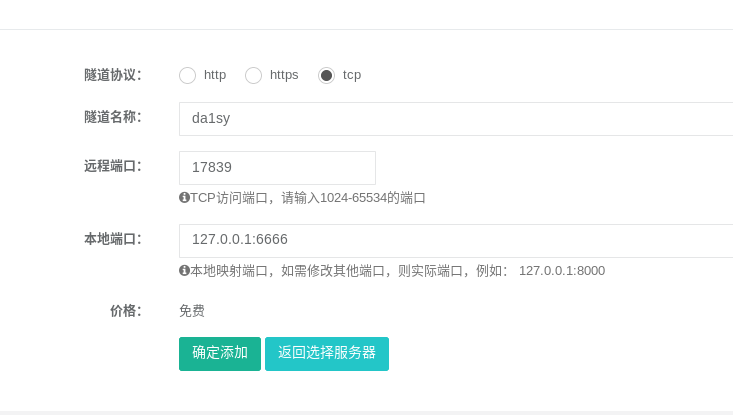 隧道协议： http https tcp
隧道名称： da1sy
远程端口： 17839
TCP访问端口，请输入1024-65534的端口
本地端口： 127.0.0.1:6666
本地映射端口，如需修改其他端口，则实际端口，例如： 127.0.0.1:8000
价格： 免费
确定添加 返回选择服务器